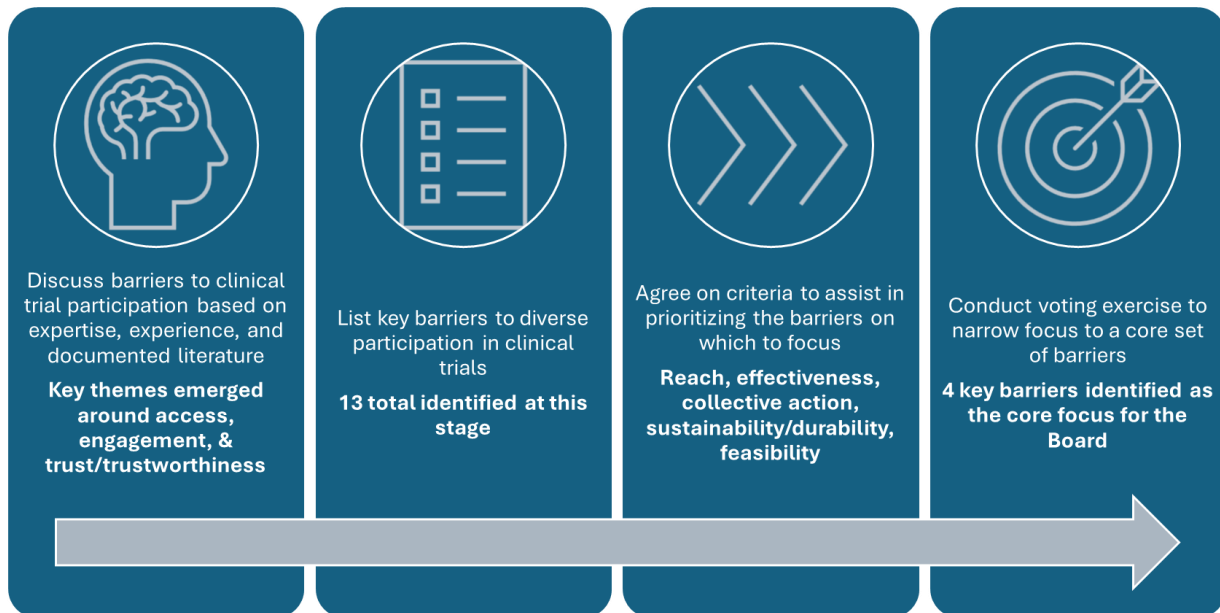 Discuss barriers to clinical
trial participation based on
expertise, experience, and
documented literature
Key themes emerged
around access,
engagement, &
trust/trustworthiness
List key barriers to diverse
participation in clinical
trials
13 total identified at this
stage
Agree on criteria to assist in
prioritizing the barriers on
which to focus
Reach, effectiveness,
collective action,
sustainability/durability,
feasibility
Conduct voting exercise to
narrow focus to a core set
of barriers
4 key barriers identified as
the core focus for the
Board